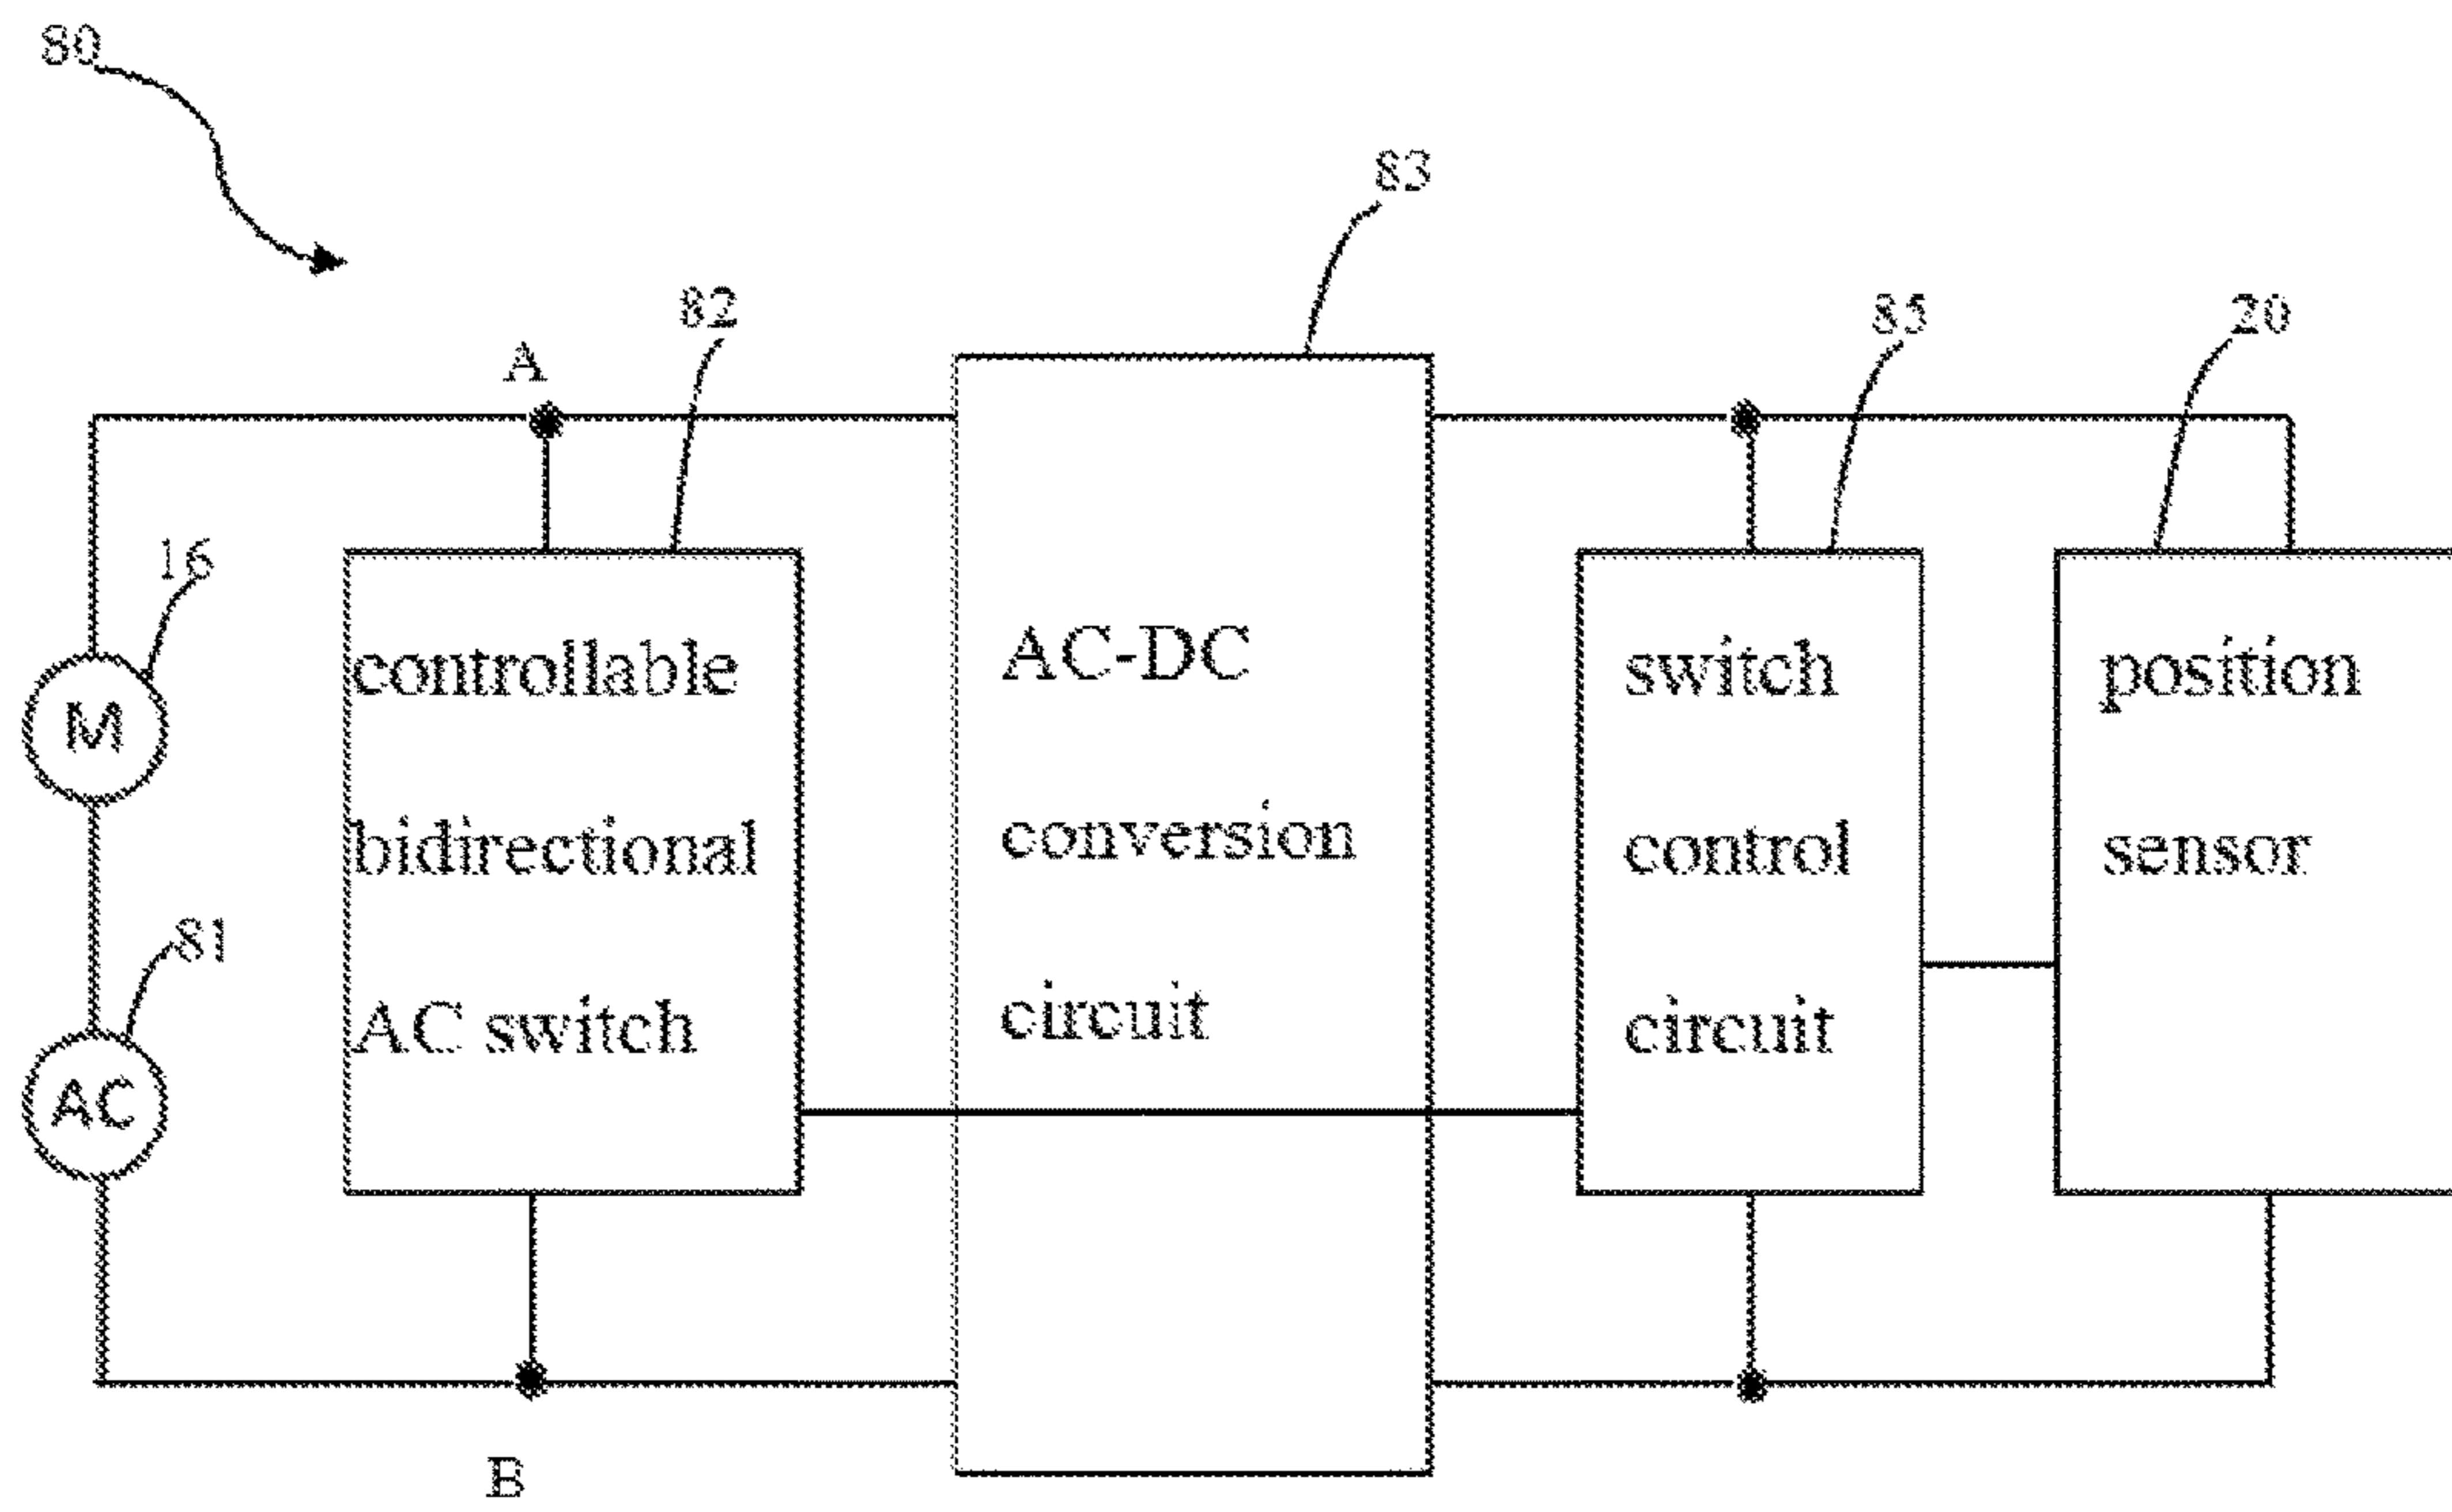 80
83
82
85
20
A
16
M
81
AC
controllable
bidirectional
AC switch
AC-DC
conversion
circuit
switch
control
circuit
position
sensor
B